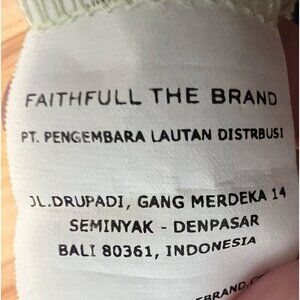 FAITHFULL THE BRAND
PT. PENGEMBARA LAUTAN DISTRBUSI
JL.DRUPADI, GANG MERDEKA 14
SEMINYAK - DENPASAR
BALI 80361, INDONESIA